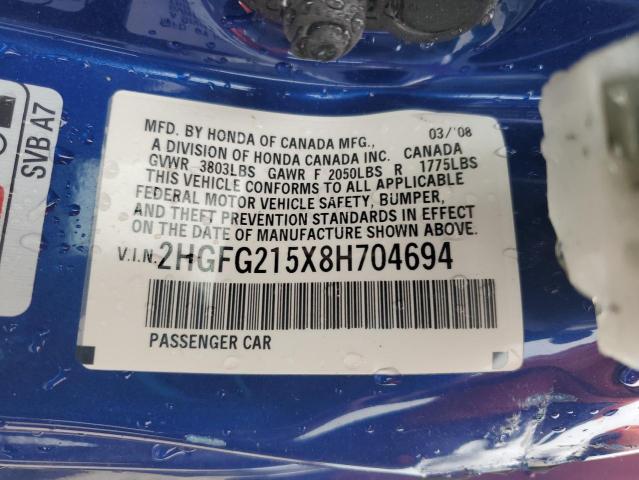 MFD. BY HONDA OF CANADA MFG., 03/'08
A DIVISION OF HONDA CANADA INC. CANADA
GVWR 3803LBS GAWR F 2050LBS R 1775LBS
THIS VEHICLE CONFORMS TO ALL APPLICABLE
FEDERAL MOTOR VEHICLE SAFETY, BUMPER,
AND THEFT PREVENTION STANDARDS IN EFFECT
ON THE DATE OF MANUFACTURE SHOWN ABOVE.
V.I.N. 2HGFG215X8H704694
PASSENGER CAR
SVB A7